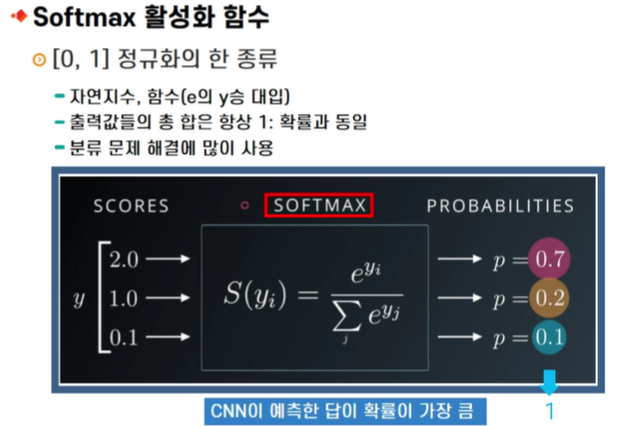 Softmax 활성화 함수
[0, 1] 정규화의 한 종류
자연지수, 함수(e의 y승 대입)
출력값들의 총 합은 항상 1: 확률과 동일
분류 문제 해결에 많이 사용
SCORES SOFTMAX PROBABILITIES
y
2.0
1.0
0.1
S(y_i) = e^{y_i} / \sum_j e^{y_j}
p = 0.7
p = 0.2
p = 0.1
CNN이 예측한 답이 확률이 가장 큼
1